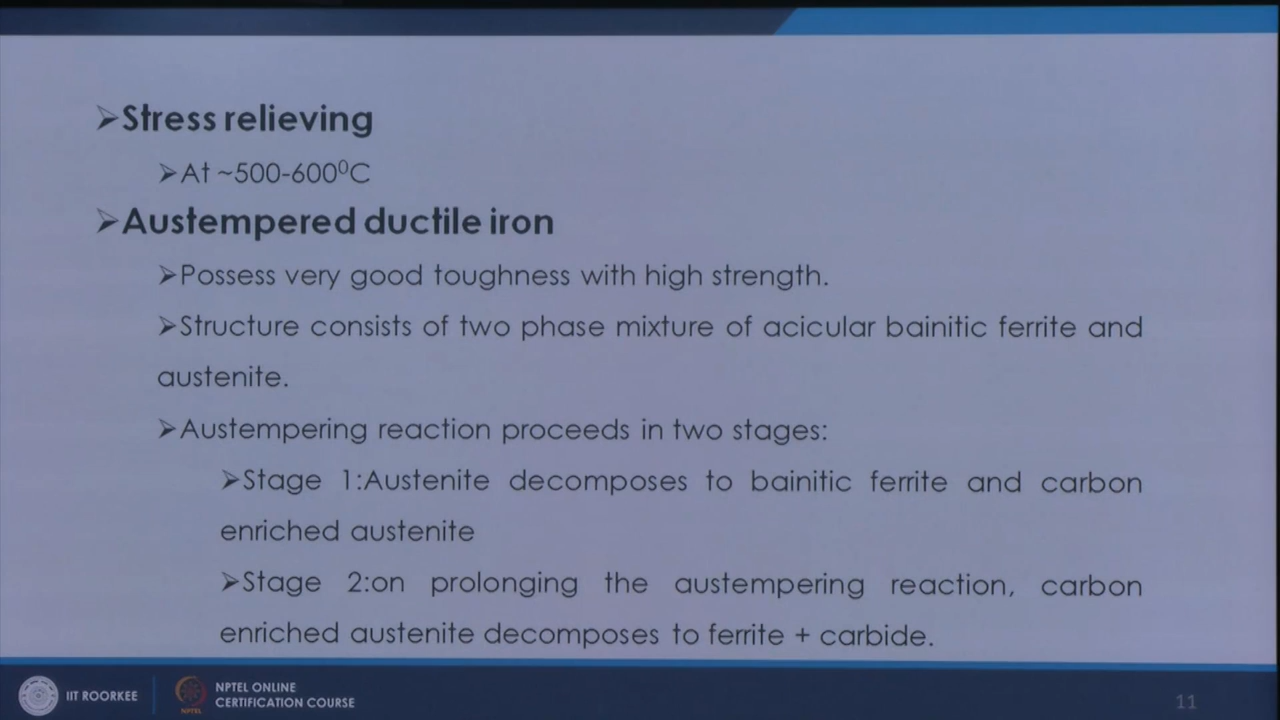 ➢Stress relieving
➢At ~500-600⁰C
➢Austempered ductile iron
➢Possess very good toughness with high strength.
➢Structure consists of two phase mixture of acicular bainitic ferrite and
austenite.
➢Austempering reaction proceeds in two stages:
➢Stage 1:Austenite decomposes to bainitic ferrite and carbon
enriched austenite
➢Stage 2:on prolonging the austempering reaction, carbon
enriched austenite decomposes to ferrite + carbide.
IIT ROORKEE
NPTEL
NPTEL ONLINE
CERTIFICATION COURSE
11